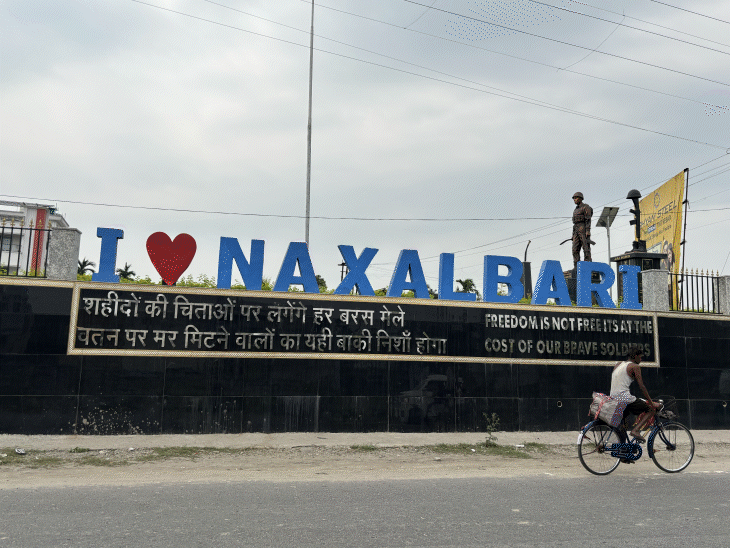 I ❤ NAXALBARI
शहीदों की चिताओं पर लगेंगे हर बरस मेले
वतन पर मर मिटने वालों का यही बाकी निशाँ होगा
FREEDOM IS NOT FREE ITS AT THE
COST OF OUR BRAVE SOLDIERS